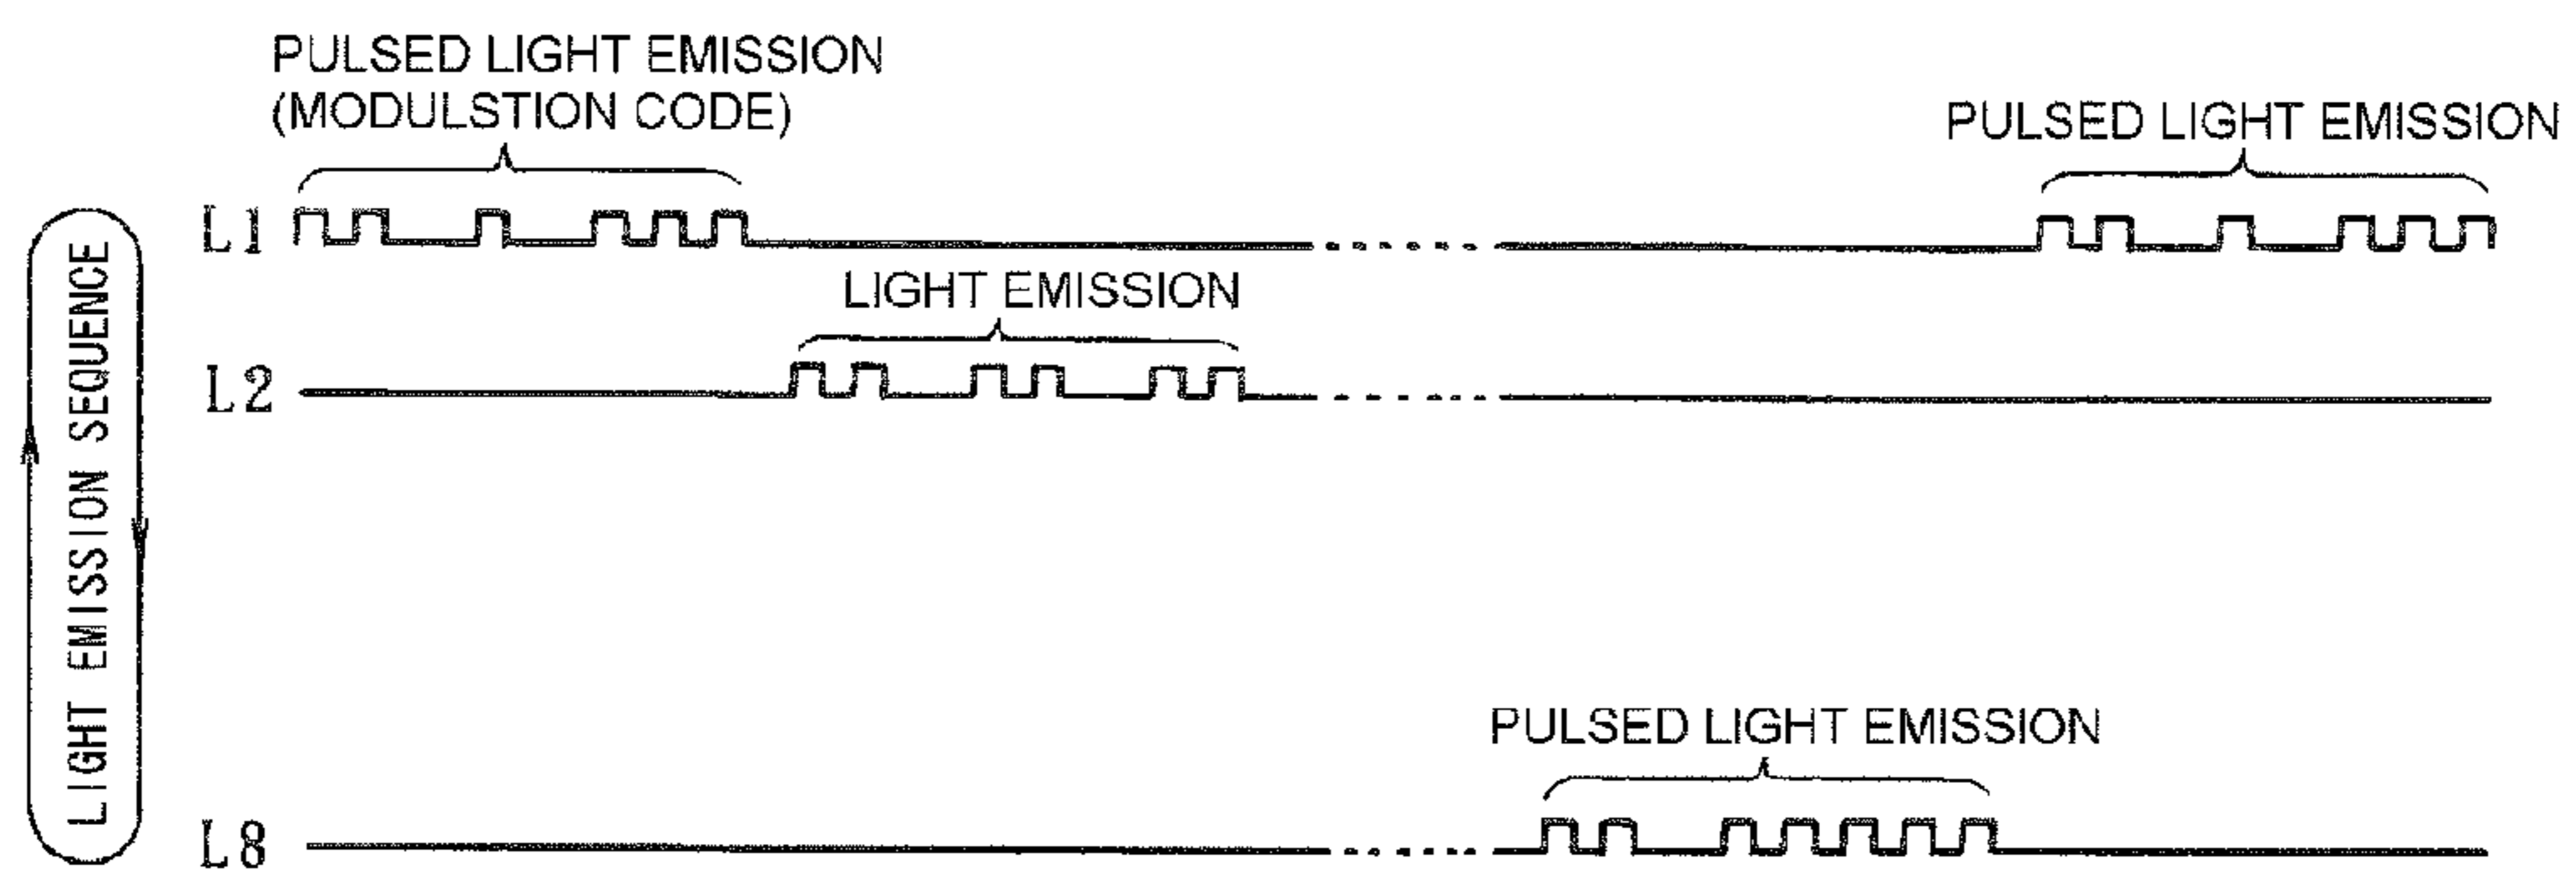 PULSED LIGHT EMISSION
(MODULSTION CODE)
PULSED LIGHT EMISSION
L1
LIGHT EMISSION
L2
LIGHT EMISSION SEQUENCE
PULSED LIGHT EMISSION
L8